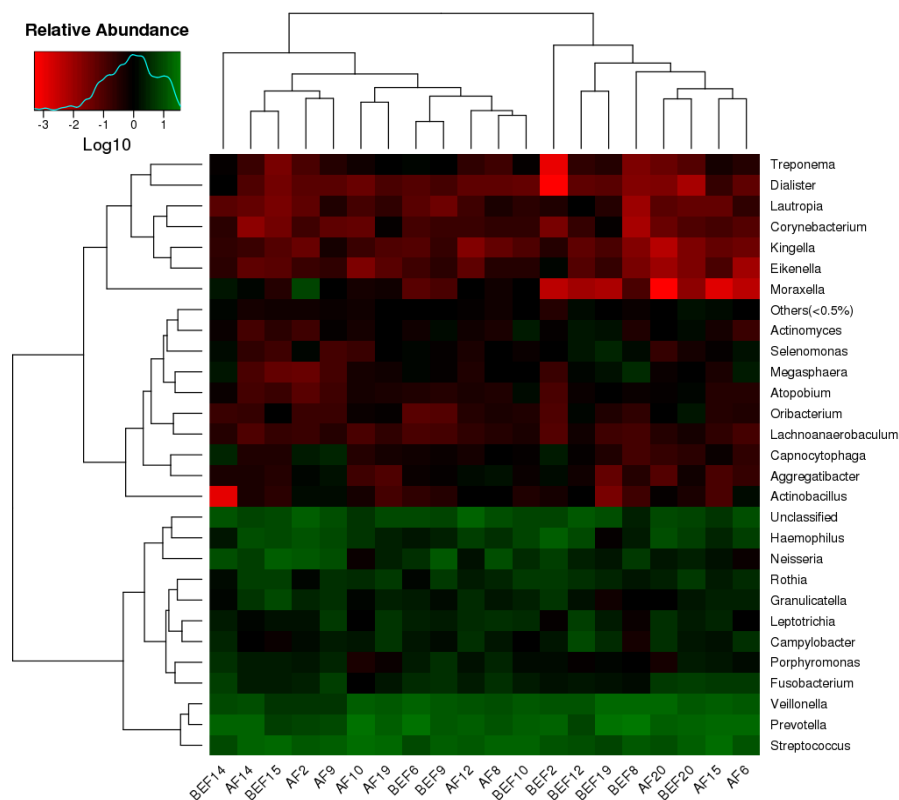 Relative Abundance
-3 -2 -1 0 1
Log10
Treponema
Dialister
Lautropia
Corynebacterium
Kingella
Eikenella
Moraxella
Others(<0.5%)
Actinomyces
Selenomonas
Megasphaera
Atopobium
Oribacterium
Lachnoanaerobaculum
Capnocytophaga
Aggregatibacter
Actinobacillus
Unclassified
Haemophilus
Neisseria
Rothia
Granulicatella
Leptotrichia
Campylobacter
Porphyromonas
Fusobacterium
Veillonella
Prevotella
Streptococcus
BEF14 AF14 BEF15 AF2 AF9 AF10 AF19 BEF6 BEF9 AF12 AF8 BEF10 BEF2 BEF12 BEF19 BEF8 AF20 BEF20 AF15 AF6